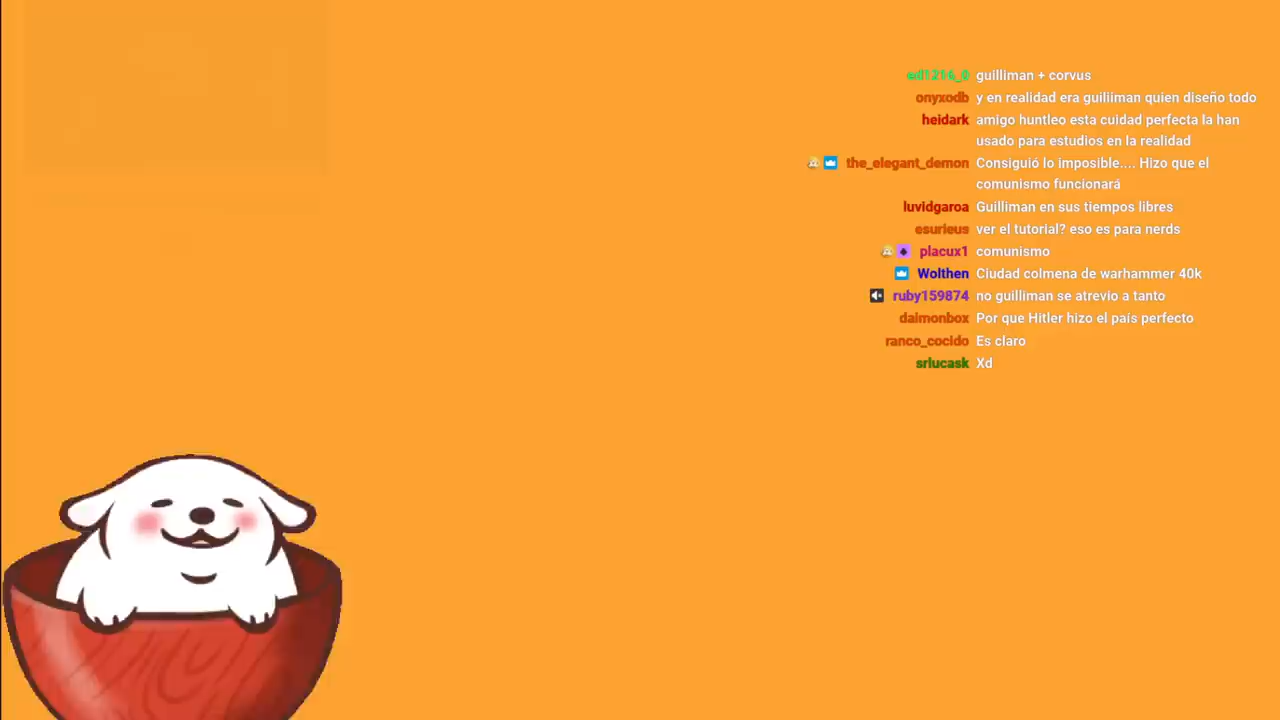 ed1216_0 guilliman + corvus
onyxodb y en realidad era guiliiman quien diseño todo
heidark amigo huntleo esta cuidad perfecta la han
usado para estudios en la realidad
the_elegant_demon Consiguió lo imposible.... Hizo que el
comunismo funcionará
luvidgaroa Guilliman en sus tiempos libres
esurieus ver el tutorial? eso es para nerds
placux1 comunismo
Wolthen Ciudad colmena de warhammer 40k
ruby159874 no guilliman se atrevio a tanto
daimonbox Por que Hitler hizo el país perfecto
ranco_cocido Es claro
srlucask Xd